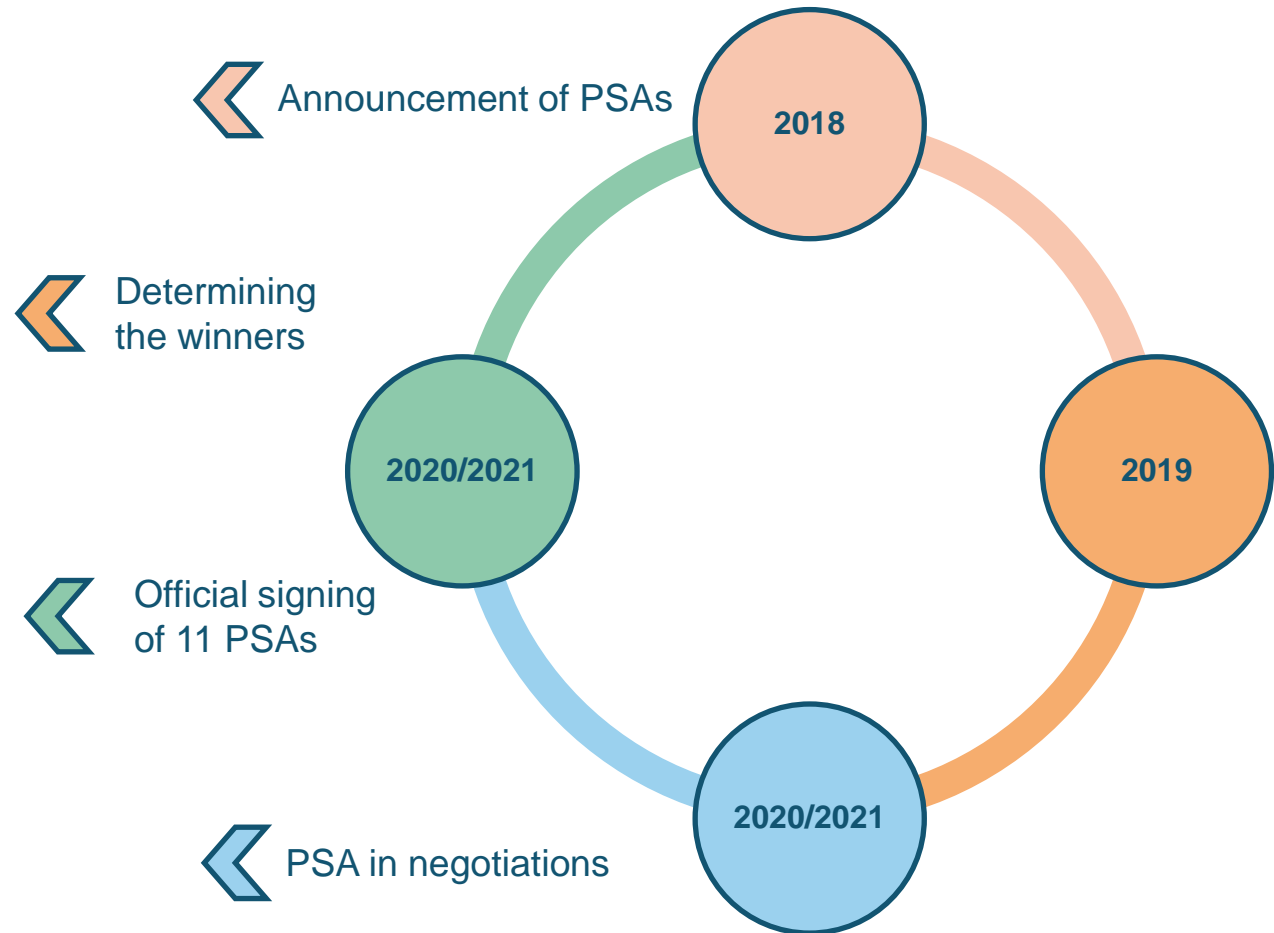 Announcement of PSAs
2018
Determining
the winners
2020/2021
2019
Official signing
of 11 PSAs
2020/2021
PSA in negotiations